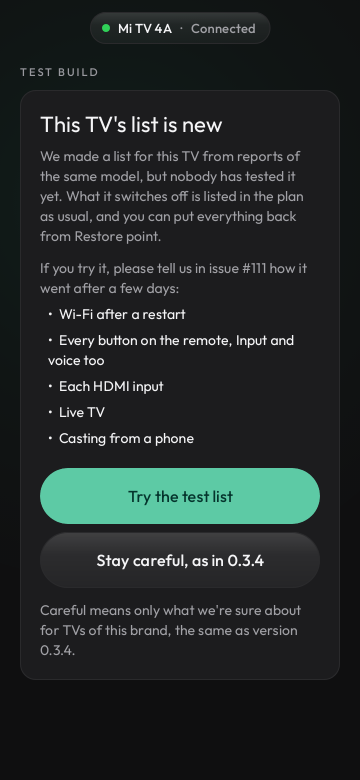 Mi TV 4A · Connected
TEST BUILD
This TV's list is new
We made a list for this TV from reports of
the same model, but nobody has tested it
yet. What it switches off is listed in the plan
as usual, and you can put everything back
from Restore point.
If you try it, please tell us in issue #111 how it
went after a few days:
• Wi-Fi after a restart
• Every button on the remote, Input and
voice too
• Each HDMI input
• Live TV
• Casting from a phone
Try the test list
Stay careful, as in 0.3.4
Careful means only what we're sure about
for TVs of this brand, the same as version
0.3.4.